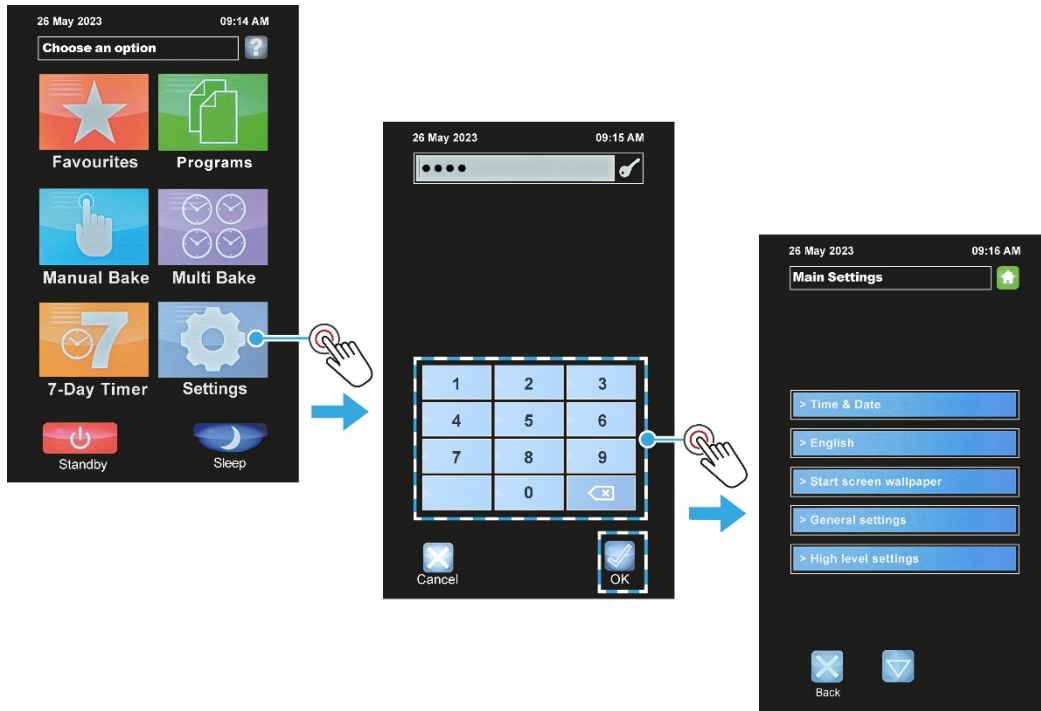 26 May 2023 09:14 AM
Choose an option ?
Favourites Programs
Manual Bake Multi Bake
7
7-Day Timer Settings
Standby Sleep
26 May 2023 09:15 AM
••••
1 2 3
4 5 6
7 8 9
0
Cancel OK
26 May 2023 09:16 AM
Main Settings
> Time & Date
> English
> Start screen wallpaper
> General settings
> High level settings
Back